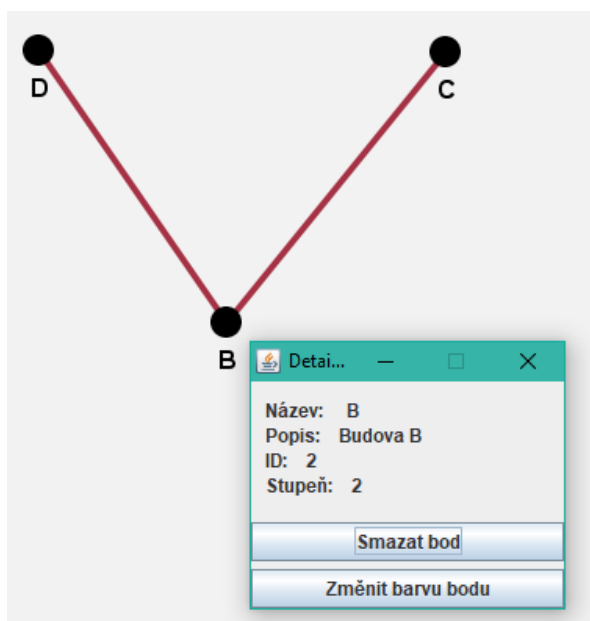 D
C
B
Detai...
Název: B
Popis: Budova B
ID: 2
Stupeň: 2
Smazat bod
Změnit barvu bodu